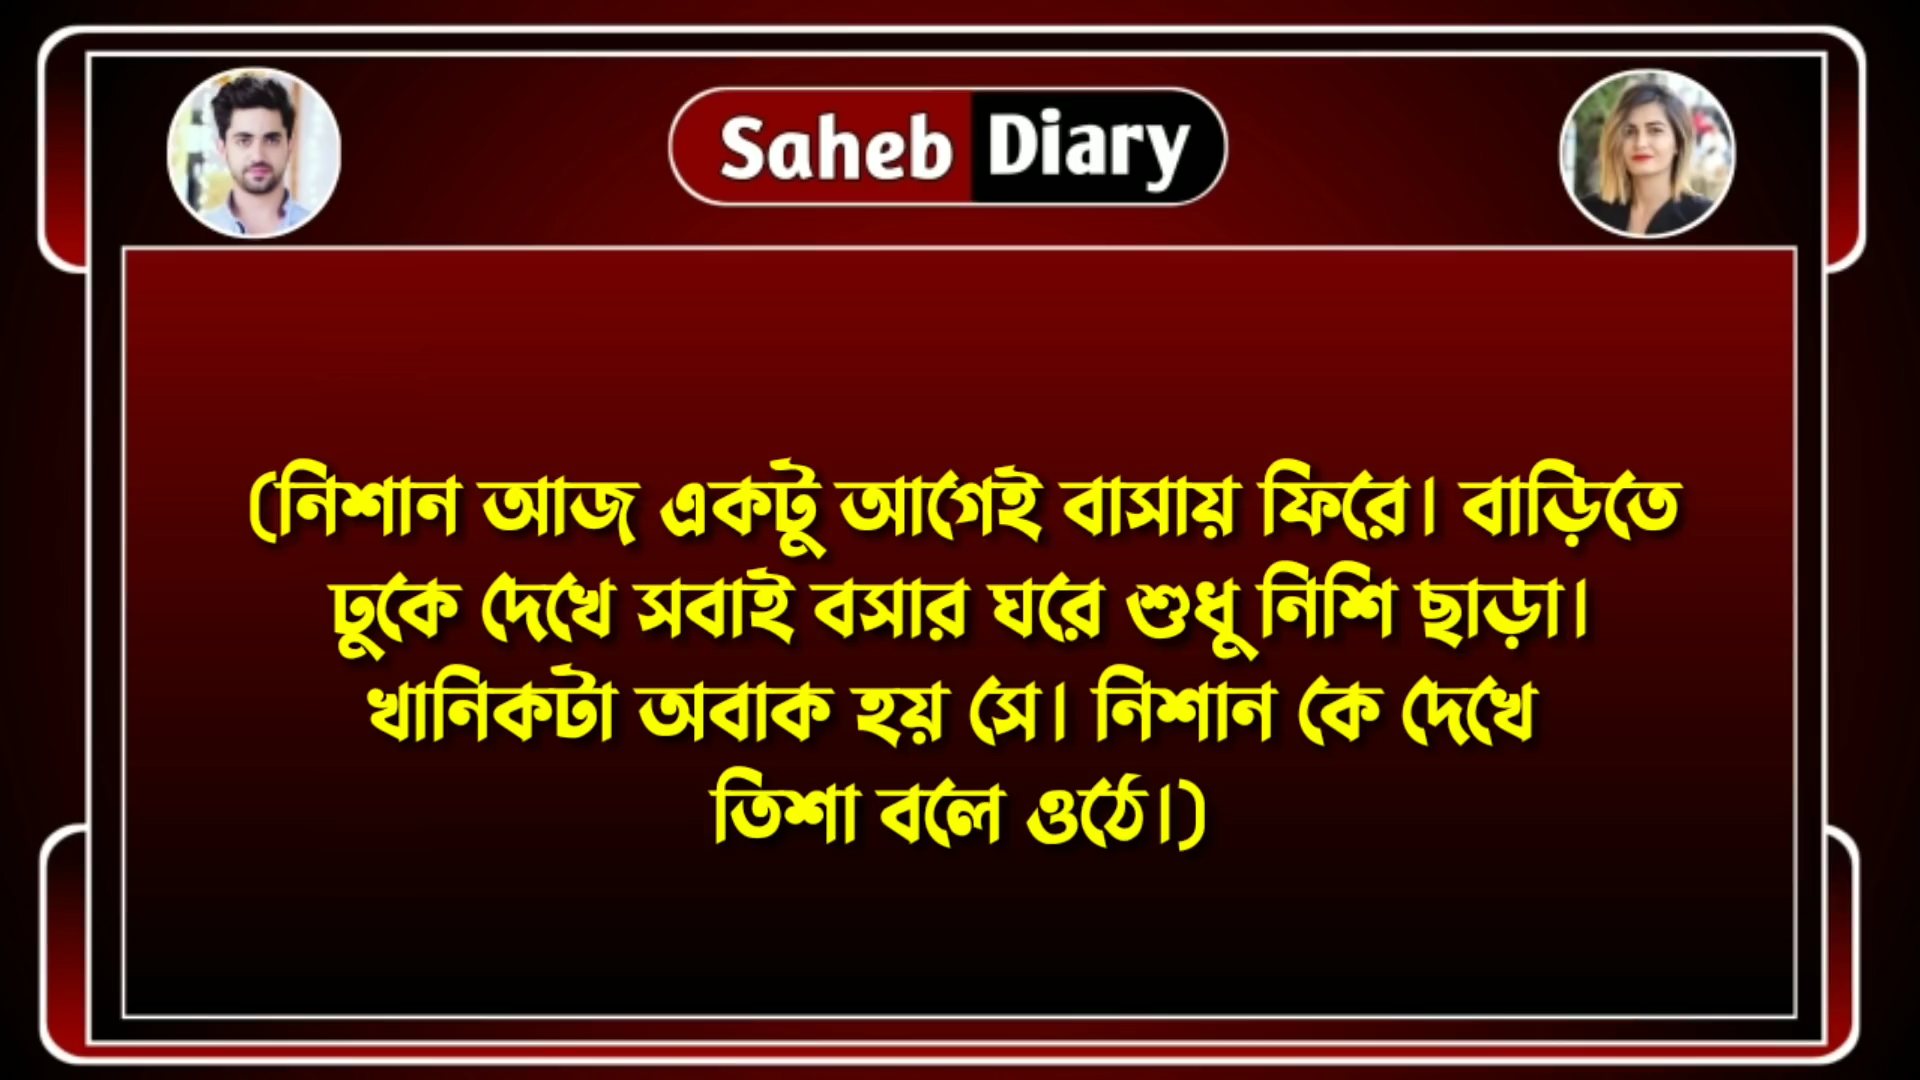 Saheb Diary
(নিশান আজ একটু আগেই বাসায় ফিরে। বাড়িতে
ঢুকে দেখে সবাই বসার ঘরে শুধু নিশি ছাড়া।
খানিকটা অবাক হয় সে। নিশান কে দেখে
তিশা বলে ওঠে।)